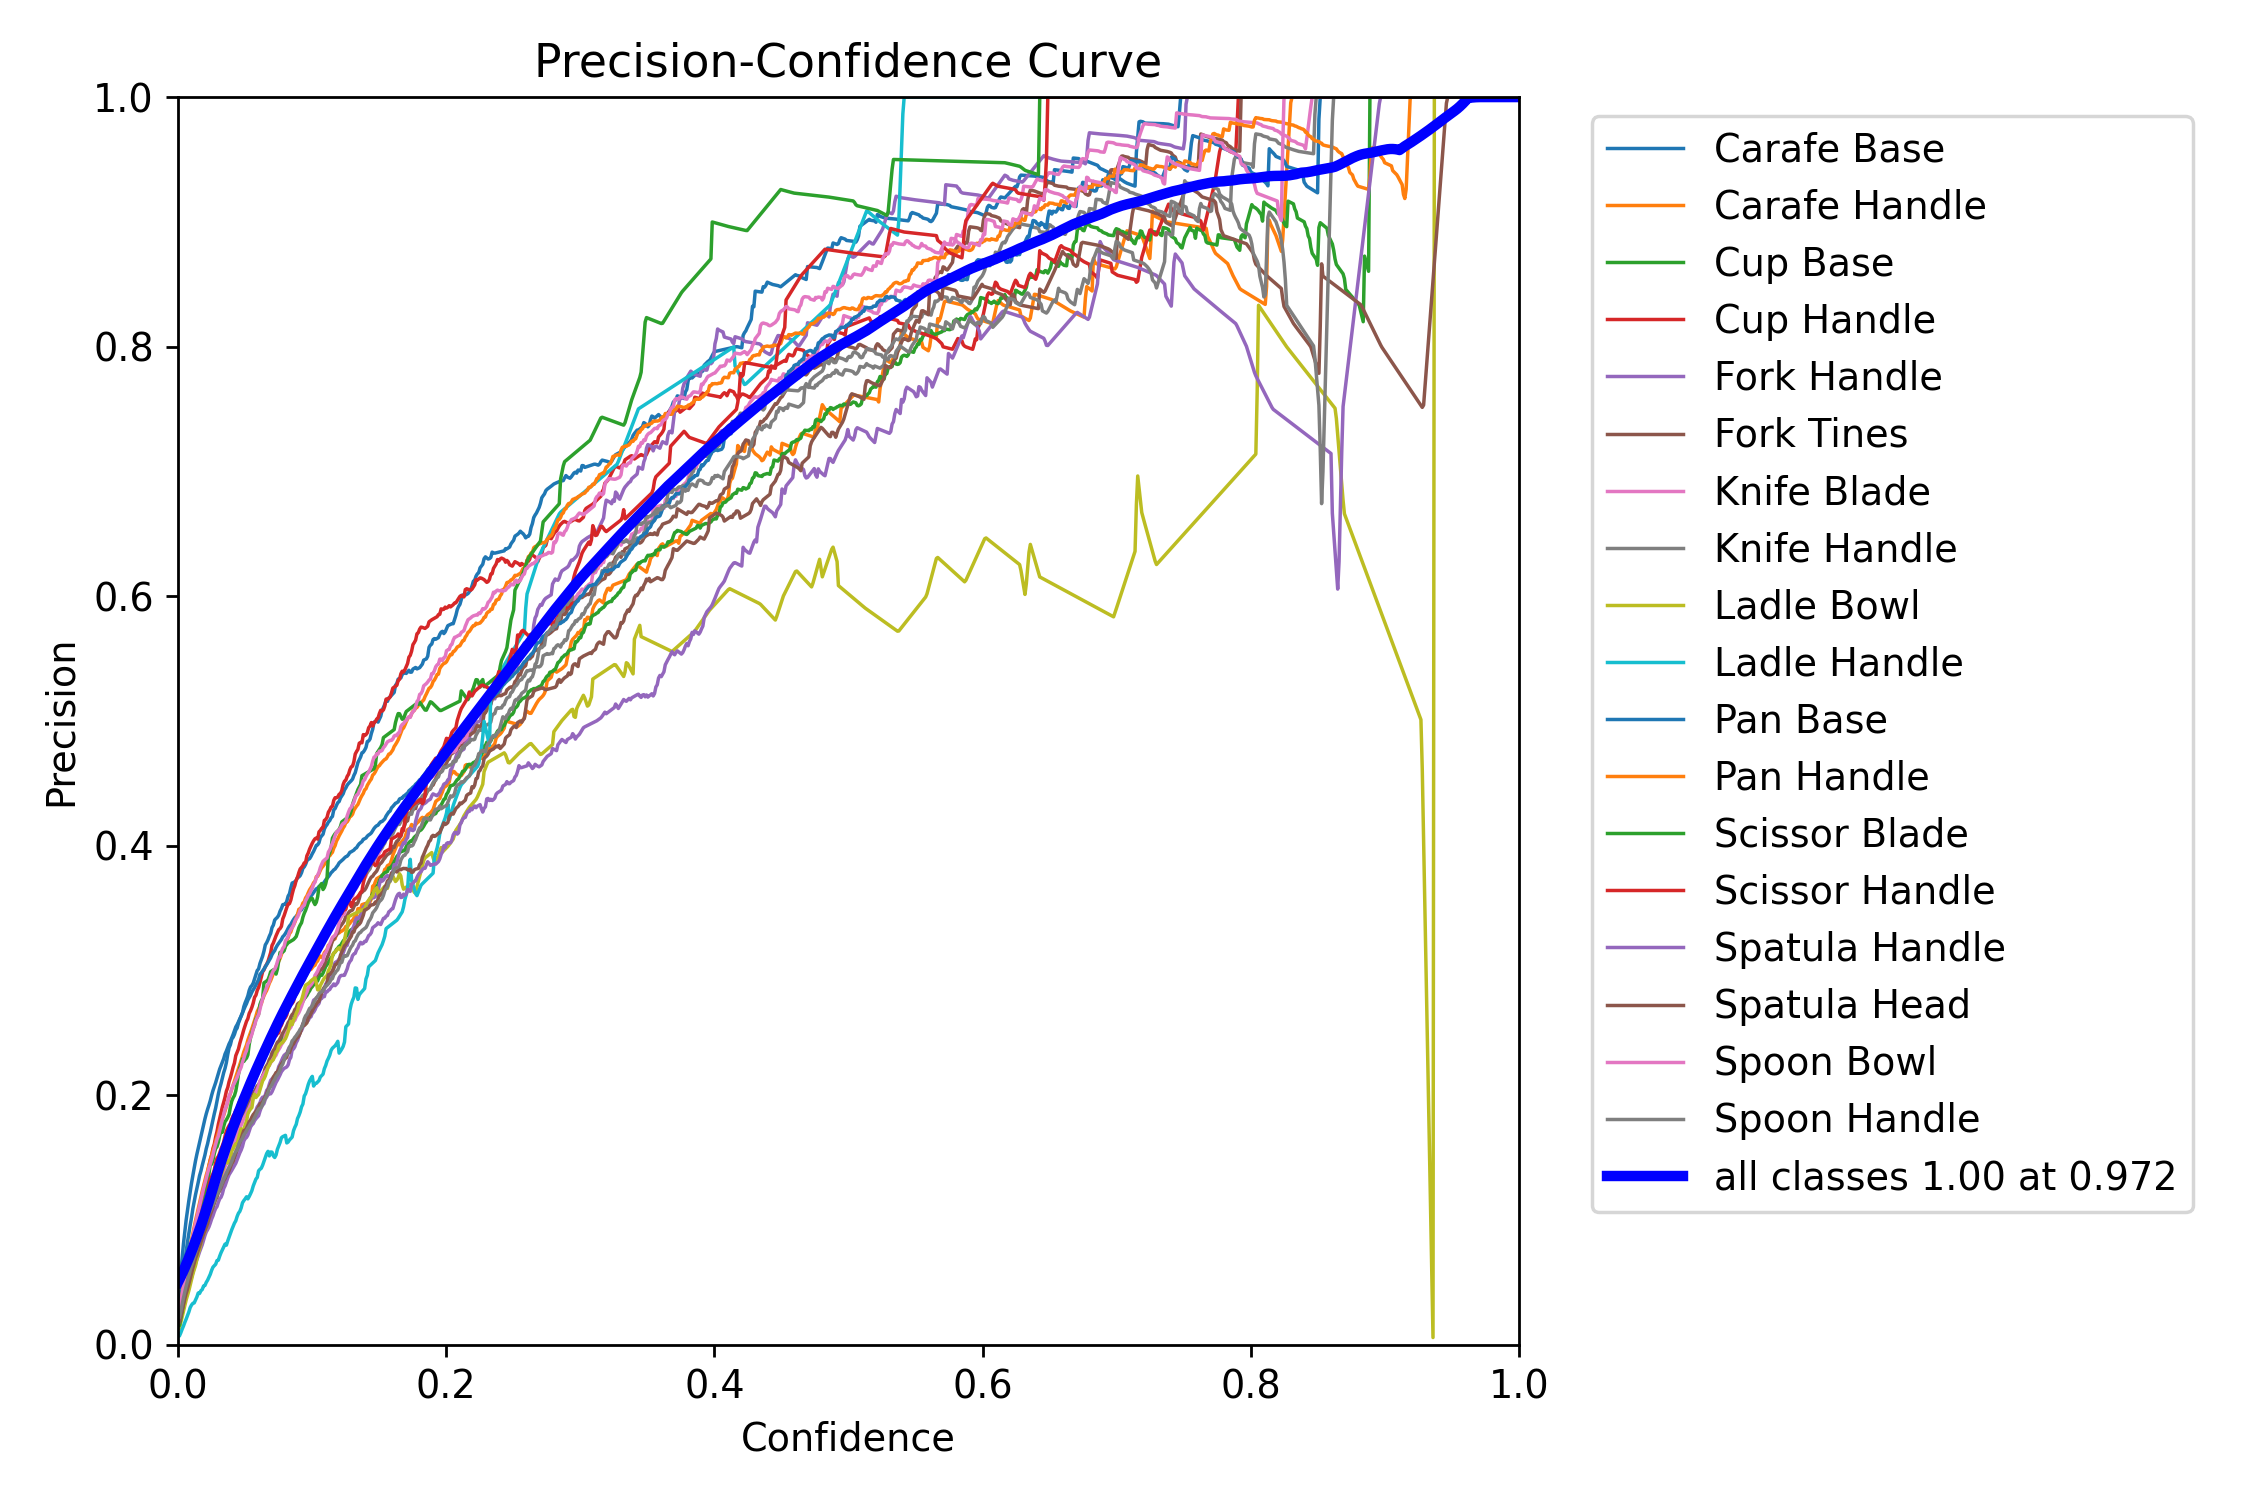 Precision-Confidence Curve
1.0
0.8
0.6
0.4
0.2
0.0
Precision
0.0 0.2 0.4 0.6 0.8 1.0
Confidence
Carafe Base
Carafe Handle
Cup Base
Cup Handle
Fork Handle
Fork Tines
Knife Blade
Knife Handle
Ladle Bowl
Ladle Handle
Pan Base
Pan Handle
Scissor Blade
Scissor Handle
Spatula Handle
Spatula Head
Spoon Bowl
Spoon Handle
all classes 1.00 at 0.972